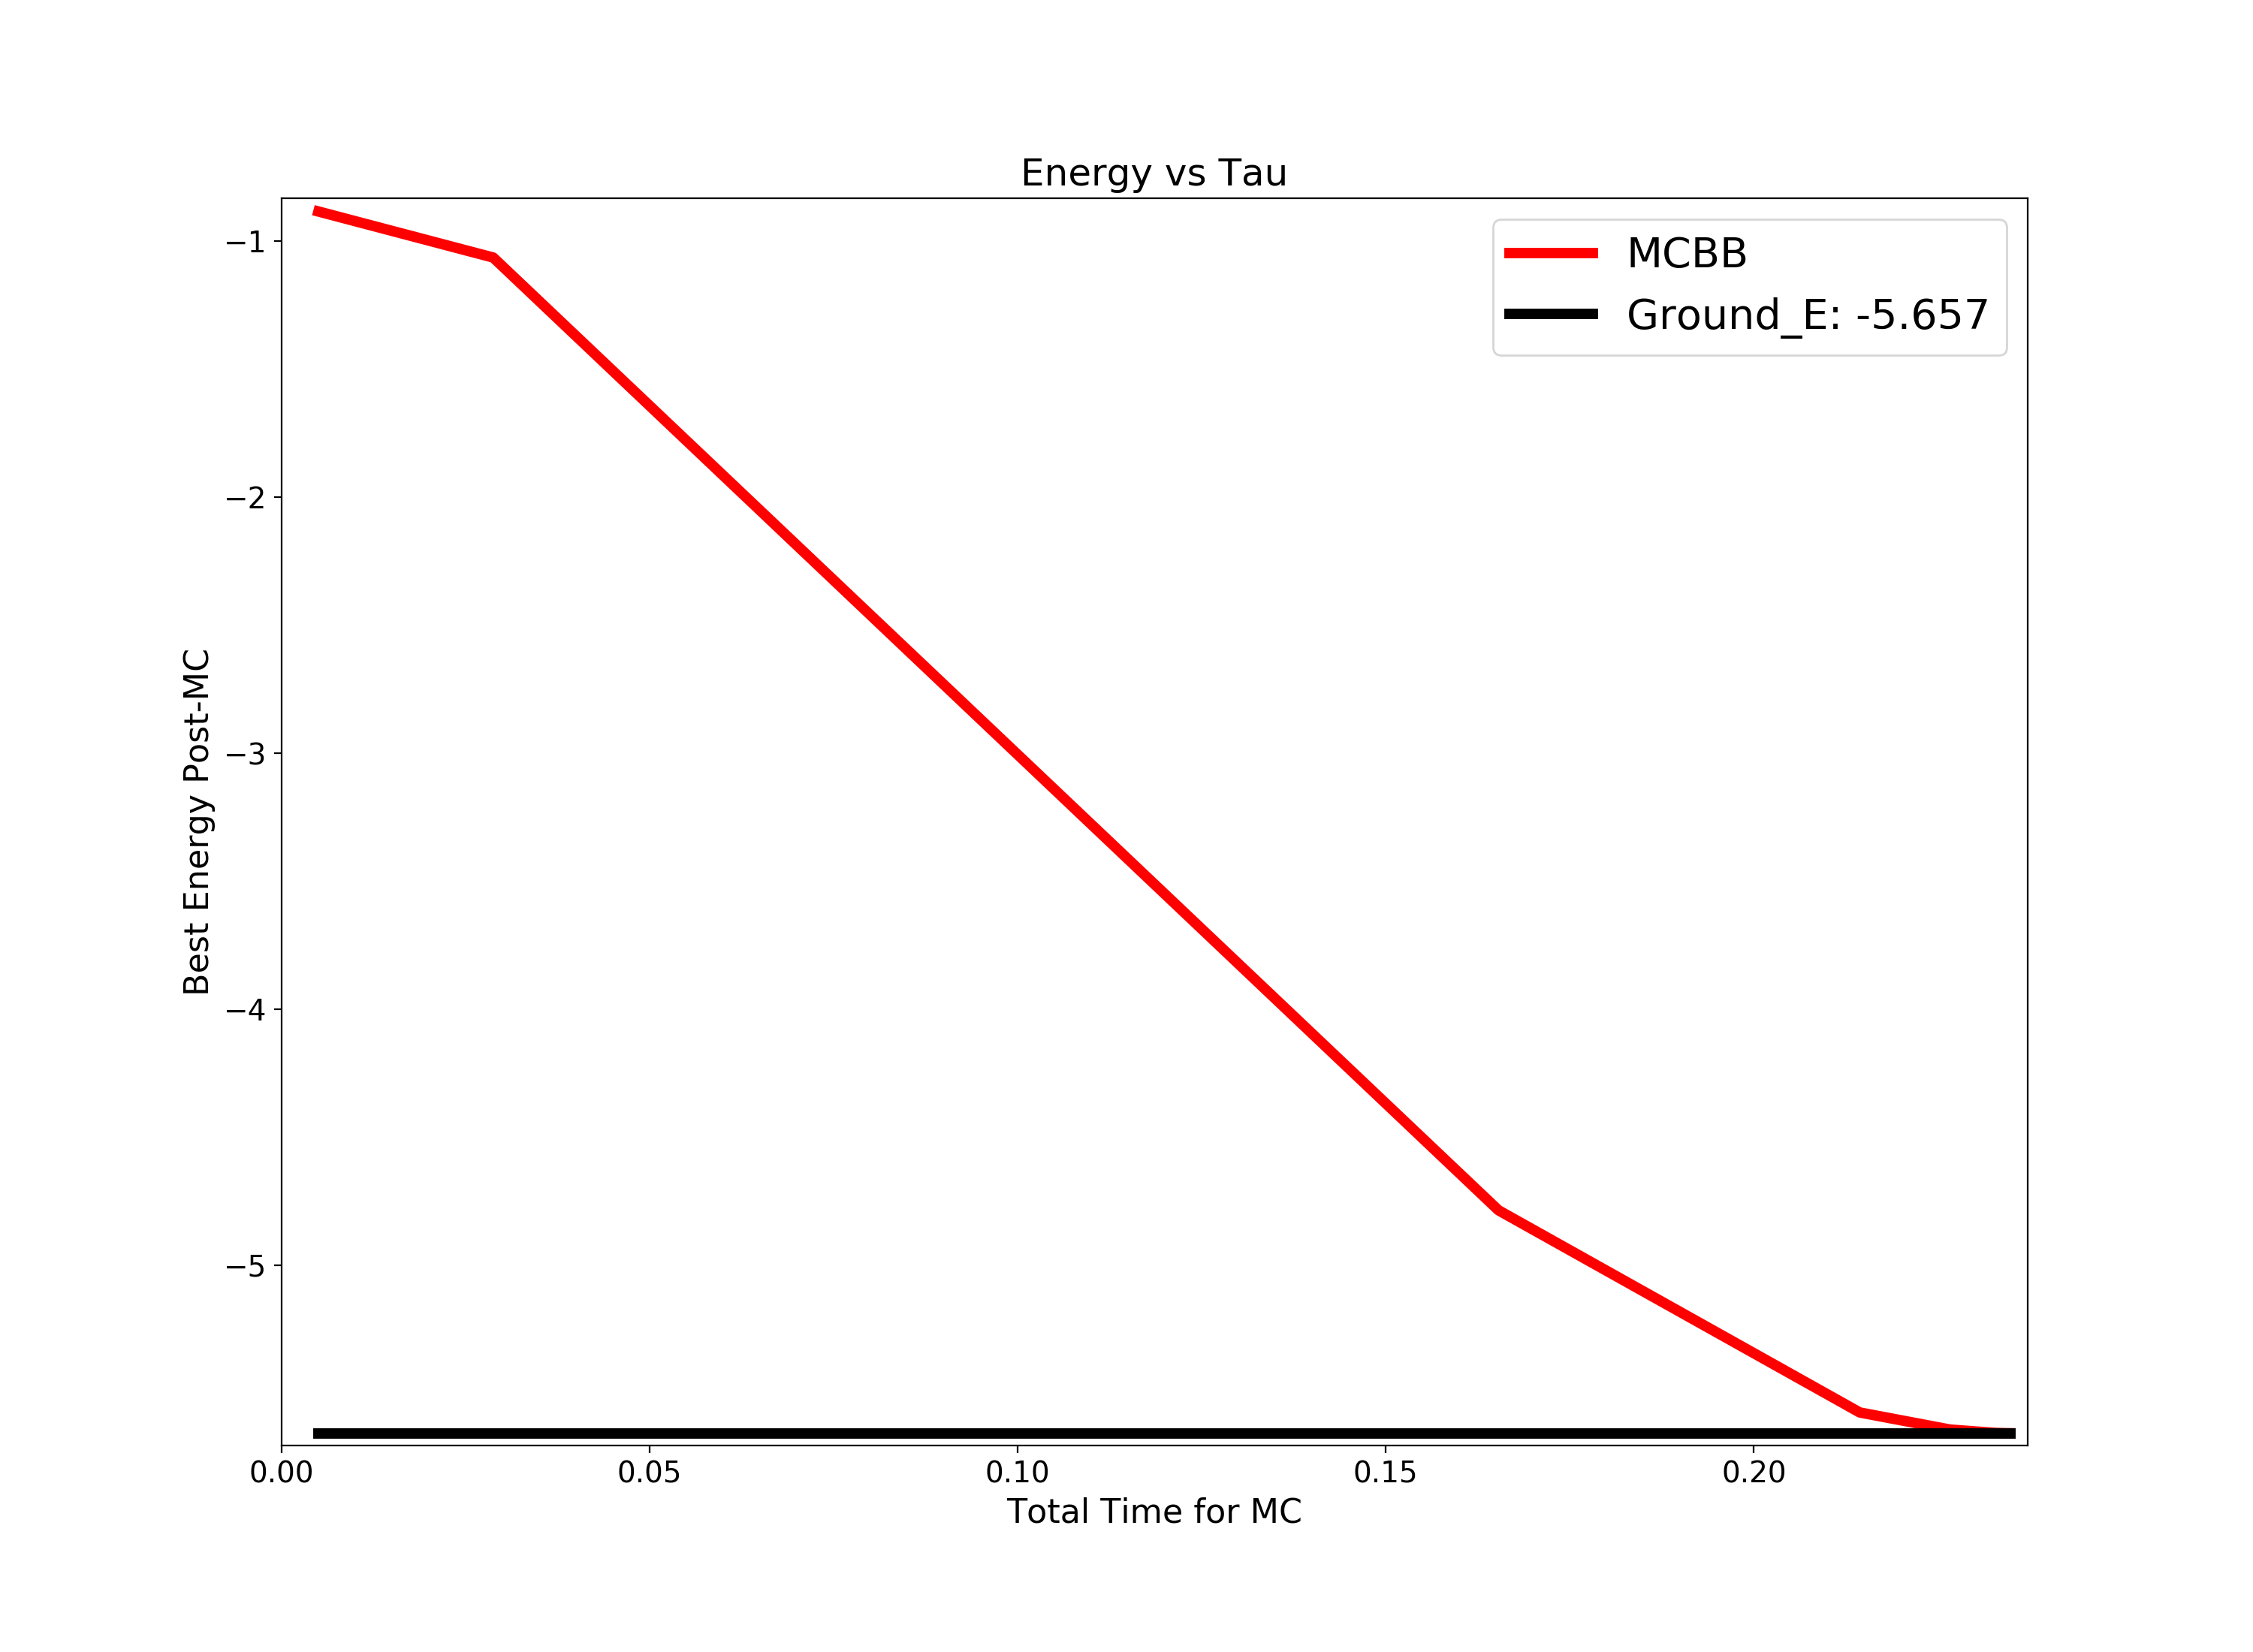 Energy vs Tau
MCBB
Ground_E: -5.657
Best Energy Post-MC
−1
−2
−3
−4
−5
0.00 0.05 0.10 0.15 0.20
Total Time for MC